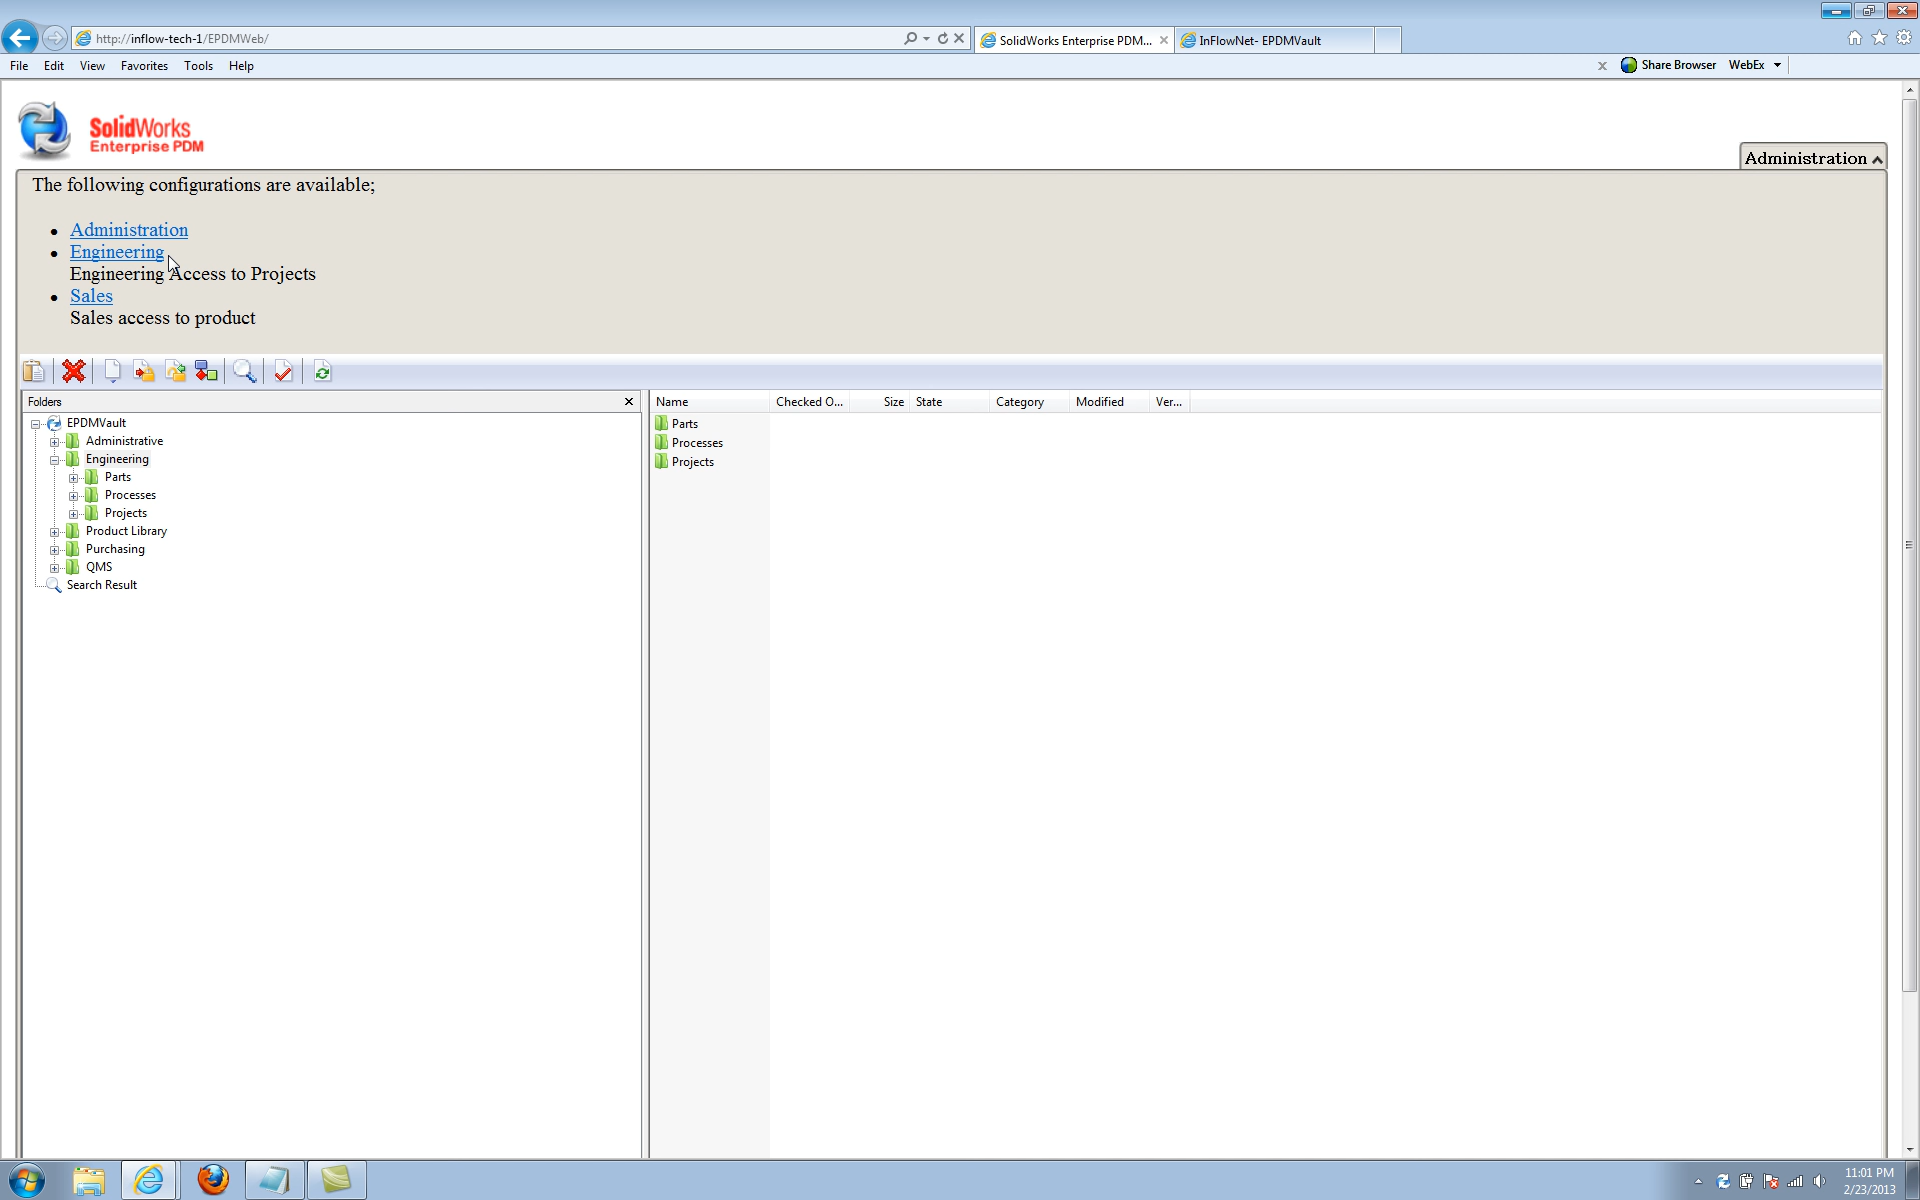 http://inflow-tech-1/EPDMWeb/
SolidWorks Enterprise PDM...
InFlowNet- EPDMVault
File Edit View Favorites Tools Help
x Share Browser WebEx
SolidWorks
Enterprise PDM
Administration
The following configurations are available;
• Administration
• Engineering
Engineering Access to Projects
• Sales
Sales access to product
Folders
Name Checked O... Size State Category Modified Ver...
EPDMVault
Administrative
Engineering
Parts
Processes
Projects
Product Library
Purchasing
QMS
Search Result
Parts
Processes
Projects
11:01 PM
2/23/2013